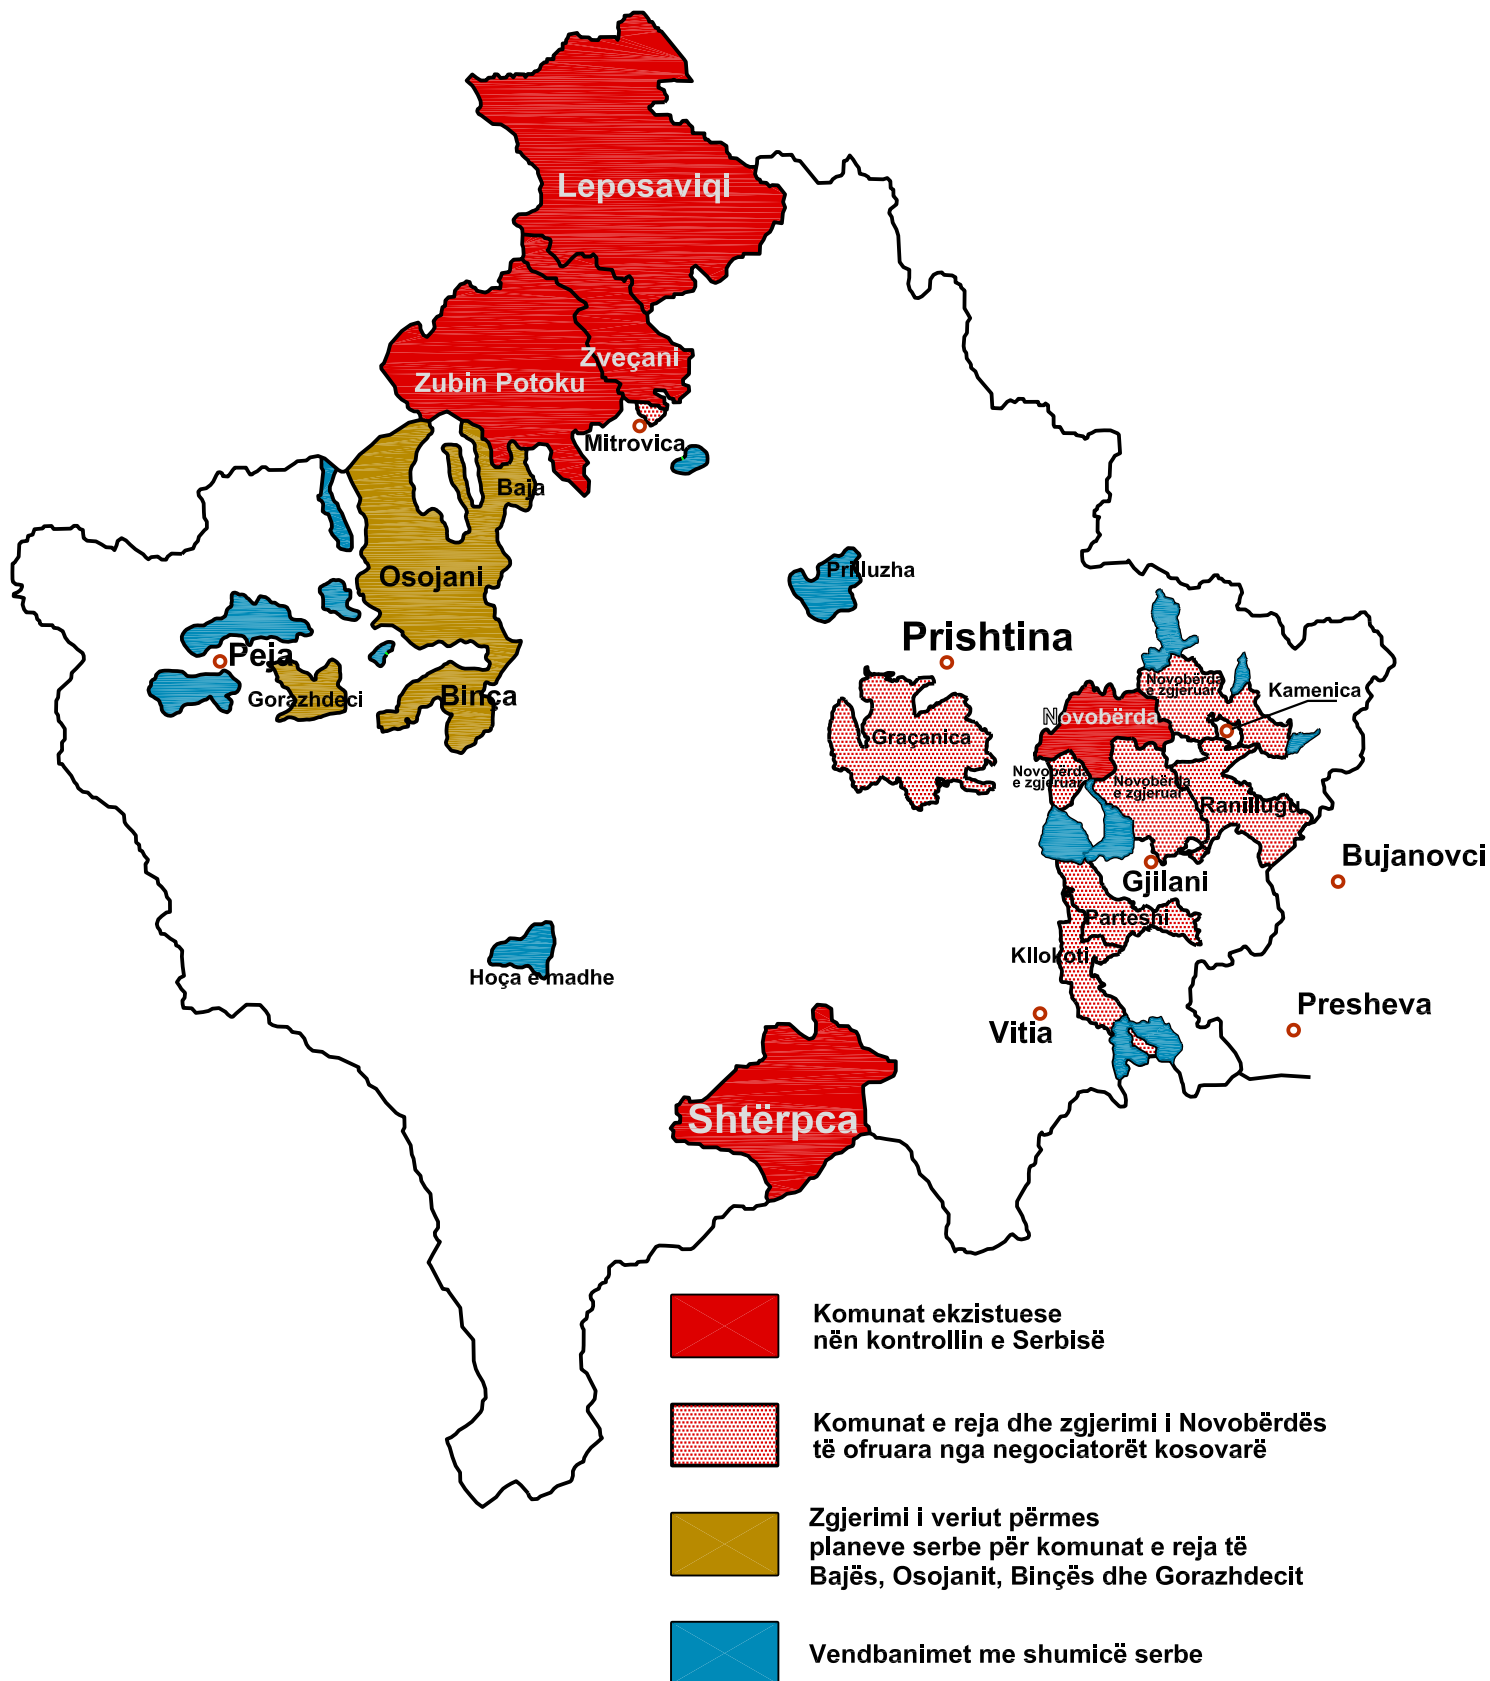 Leposaviqi
Zveçani
Zubin Potoku
Mitrovica
Baja
Osojani
Prilluzha
Prishtina
Peja
Gorazhdeci
Binça
Novobërda
e zgjeruar
Kamenica
Novobërda
Graçanica
Novobërda
e zgjeruar
Novobërda
e zgjeruar
Ranillugu
Bujanovci
Gjilani
Parteshi
Kllokoti
Hoça e madhe
Presheva
Vitia
Shtërpca
Komunat ekzistuese
nën kontrollin e Serbisë
Komunat e reja dhe zgjerimi i Novobërdës
të ofruara nga negociatorët kosovarë
Zgjerimi i veriut përmes
planeve serbe për komunat e reja të
Bajës, Osojanit, Binçës dhe Gorazhdecit
Vendbanimet me shumicë serbe